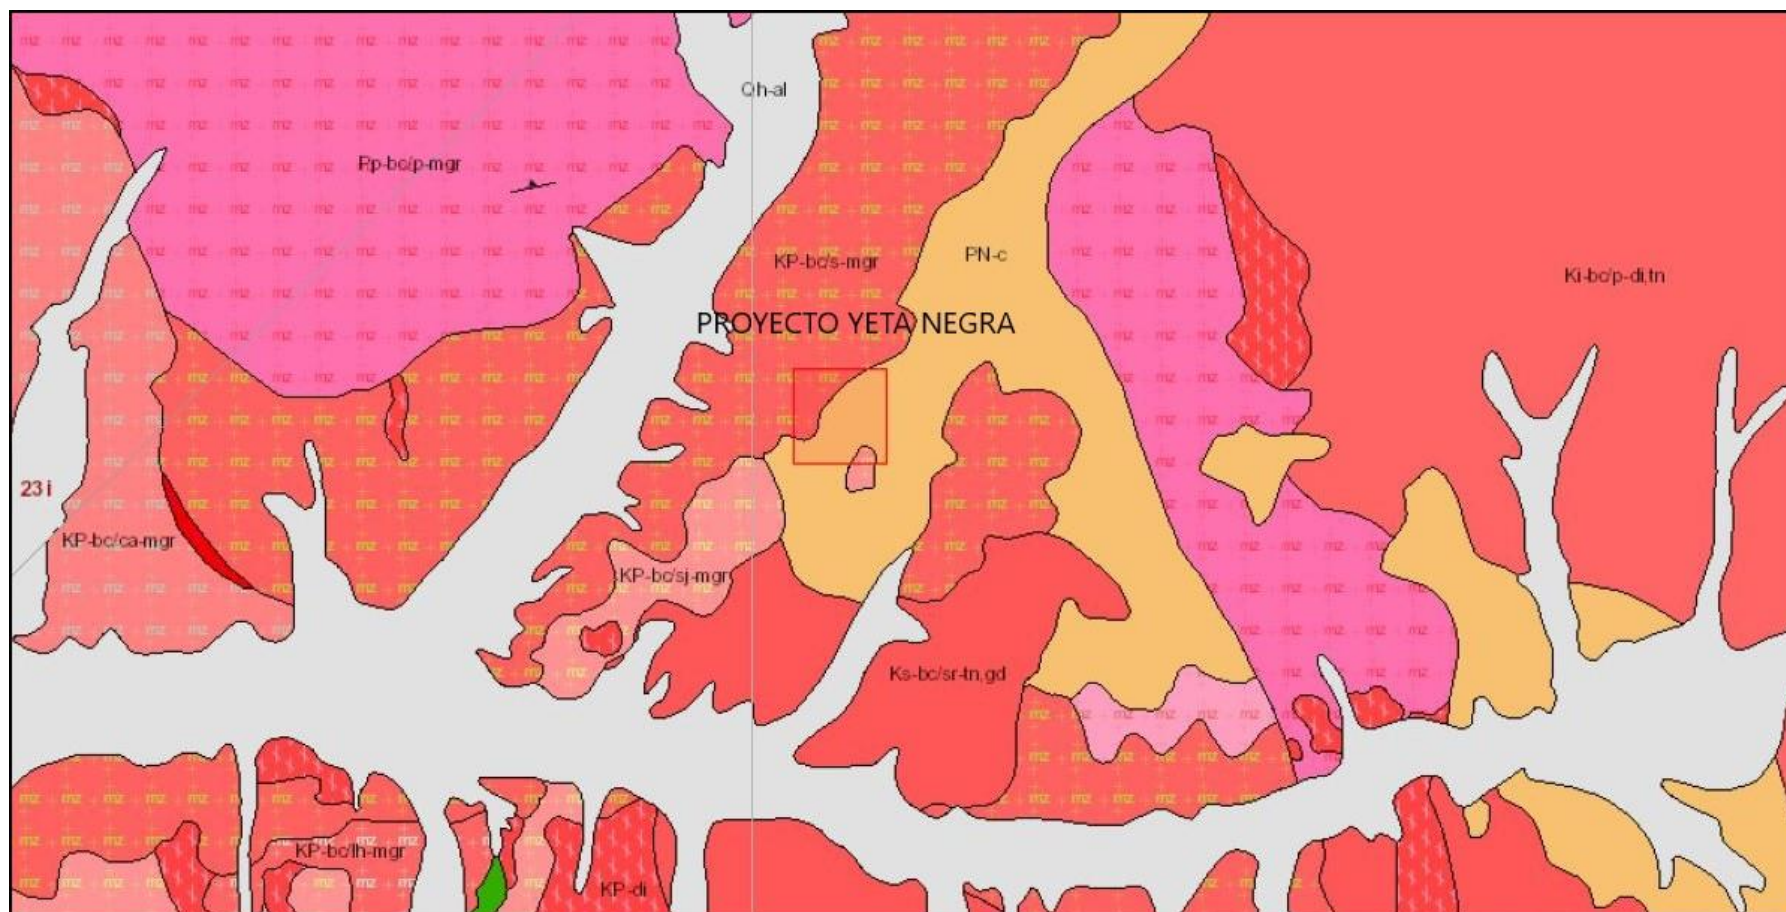 Qh-al
Rp-bc/p-mgr
KP-bc/s-mgr
PN-c
Ki-bc/p-di,tn
PROYECTO YETA NEGRA
23 i
KP-bc/ca-mgr
KP-bc/sj-mgr
Ks-bc/sr-tn,gd
KP-bc/lh-mgr
KP-di